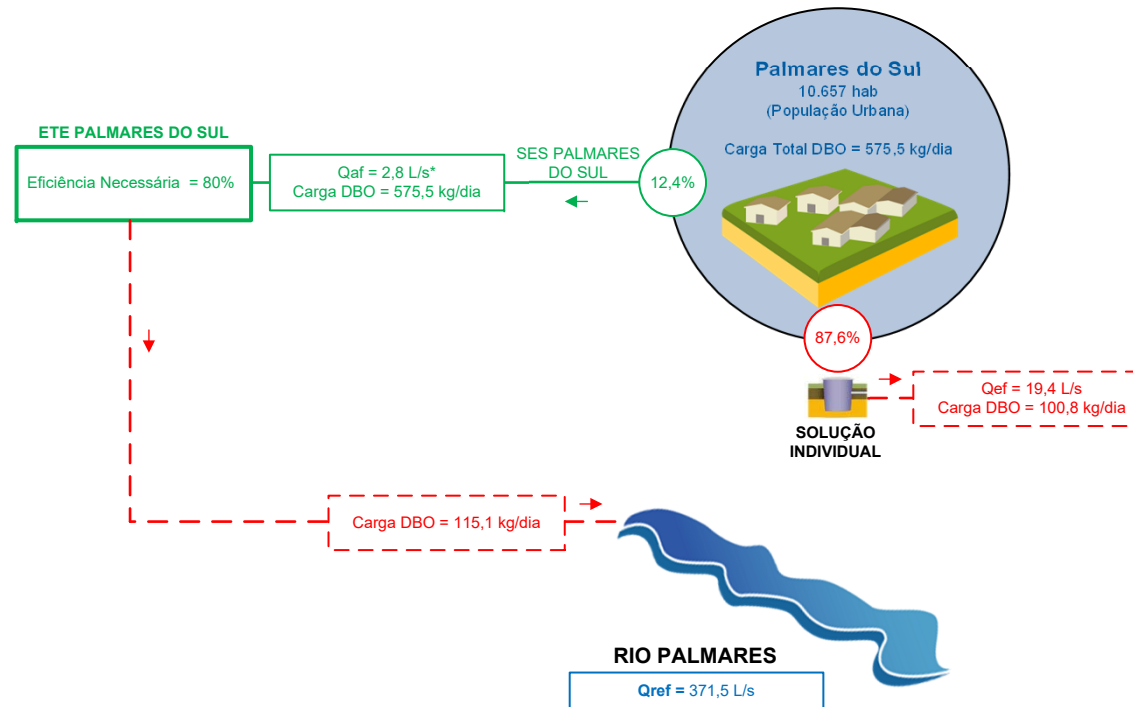 Palmares do Sul
10.657 hab
(População Urbana)
Carga Total DBO = 575,5 kg/dia
ETE PALMARES DO SUL
Eficiência Necessária = 80%
Qaf = 2,8 L/s*
Carga DBO = 575,5 kg/dia
SES PALMARES
DO SUL
12,4%
87,6%
Qef = 19,4 L/s
Carga DBO = 100,8 kg/dia
SOLUÇÃO
INDIVIDUAL
Carga DBO = 115,1 kg/dia
RIO PALMARES
Qref = 371,5 L/s